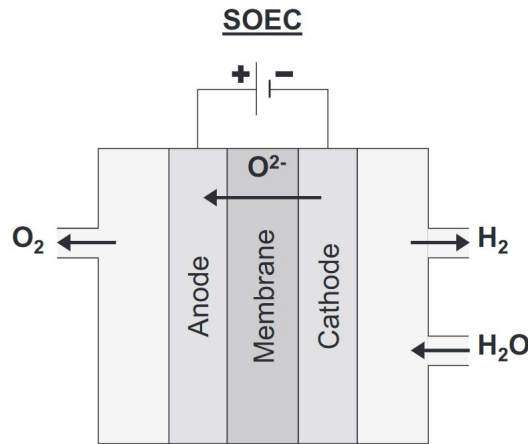 SOEC
+ −
O²⁻
O₂
Anode
Membrane
Cathode
H₂
H₂O